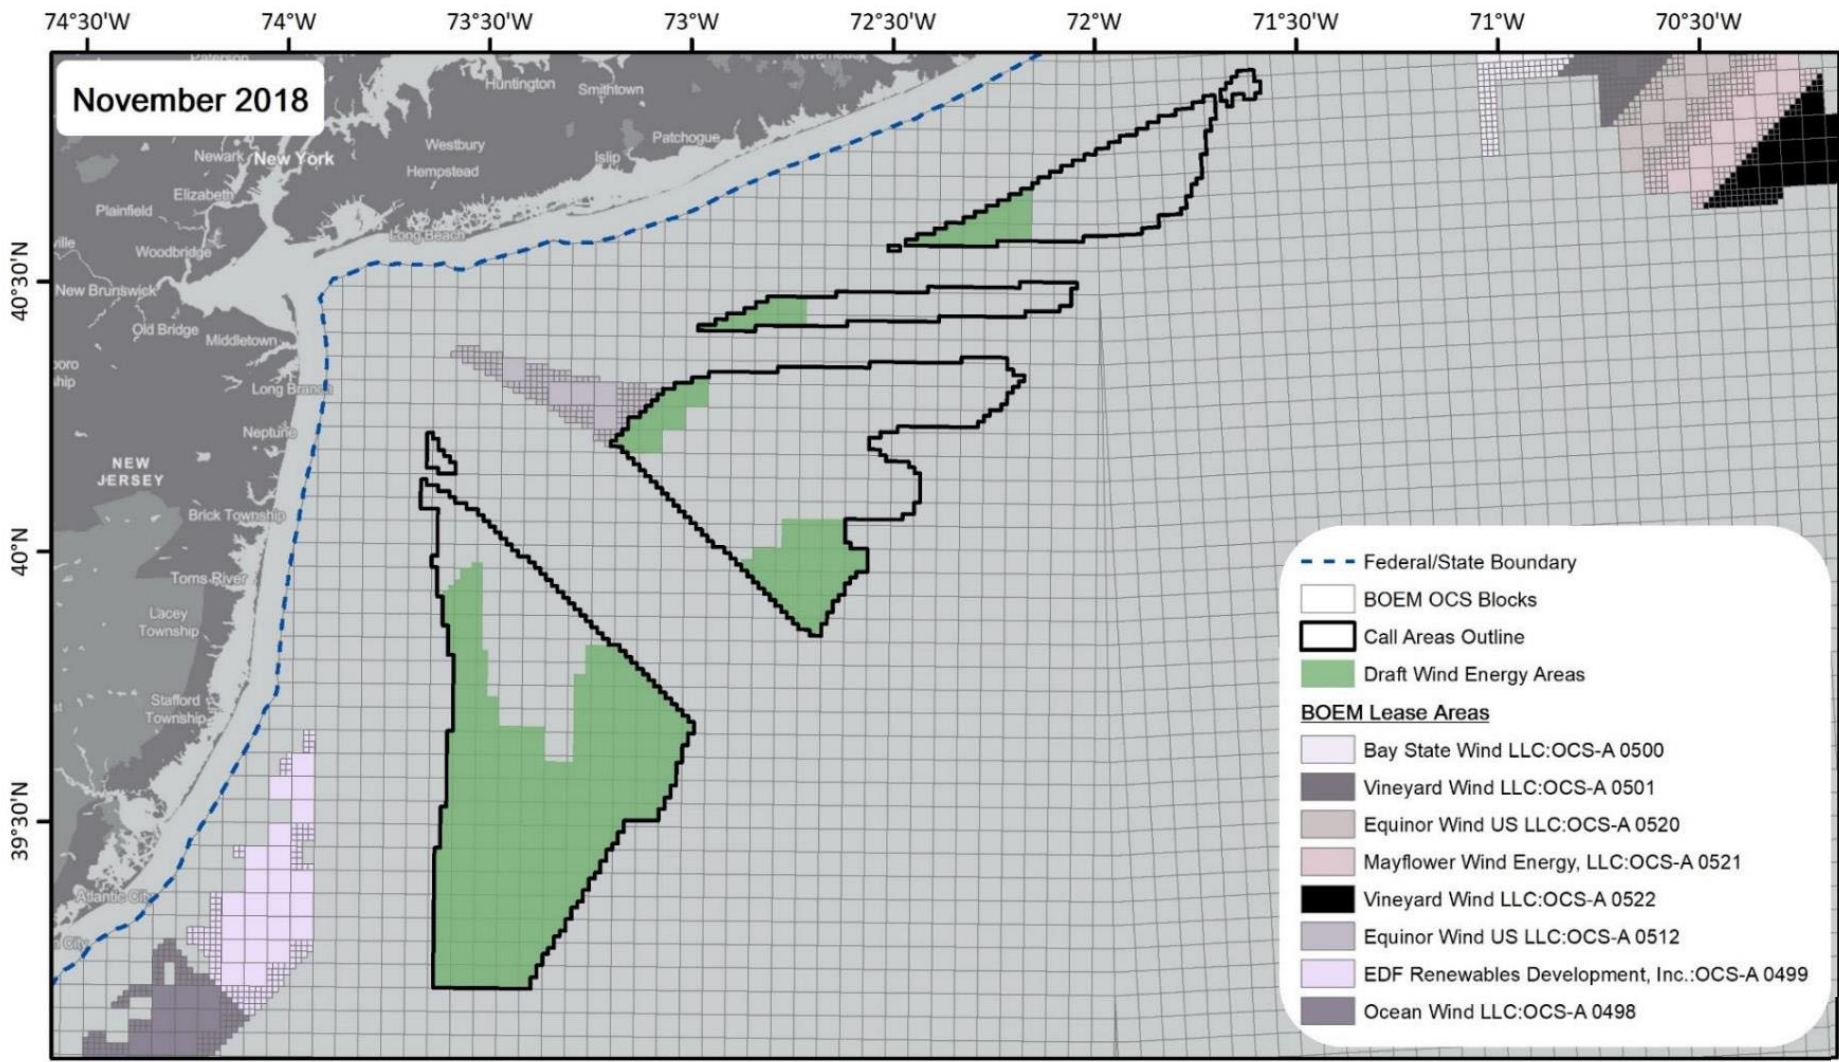 74°30'W 74°W 73°30'W 73°W 72°30'W 72°W 71°30'W 71°W 70°30'W
November 2018
Huntington
Smithtown
Patchogue
Westbury
Islip
Newark
New York
Hempstead
Elizabeth
Plainfield
Long Beach
Woodbridge
40°30'N
New Brunswick
Old Bridge
Middletown
Long Branch
Neptune
NEW
JERSEY
Brick Township
40°N
Toms River
Lacey
Township
Stafford
Township
39°30'N
Atlantic City
Federal/State Boundary
BOEM OCS Blocks
Call Areas Outline
Draft Wind Energy Areas
BOEM Lease Areas
Bay State Wind LLC:OCS-A 0500
Vineyard Wind LLC:OCS-A 0501
Equinor Wind US LLC:OCS-A 0520
Mayflower Wind Energy, LLC:OCS-A 0521
Vineyard Wind LLC:OCS-A 0522
Equinor Wind US LLC:OCS-A 0512
EDF Renewables Development, Inc.:OCS-A 0499
Ocean Wind LLC:OCS-A 0498